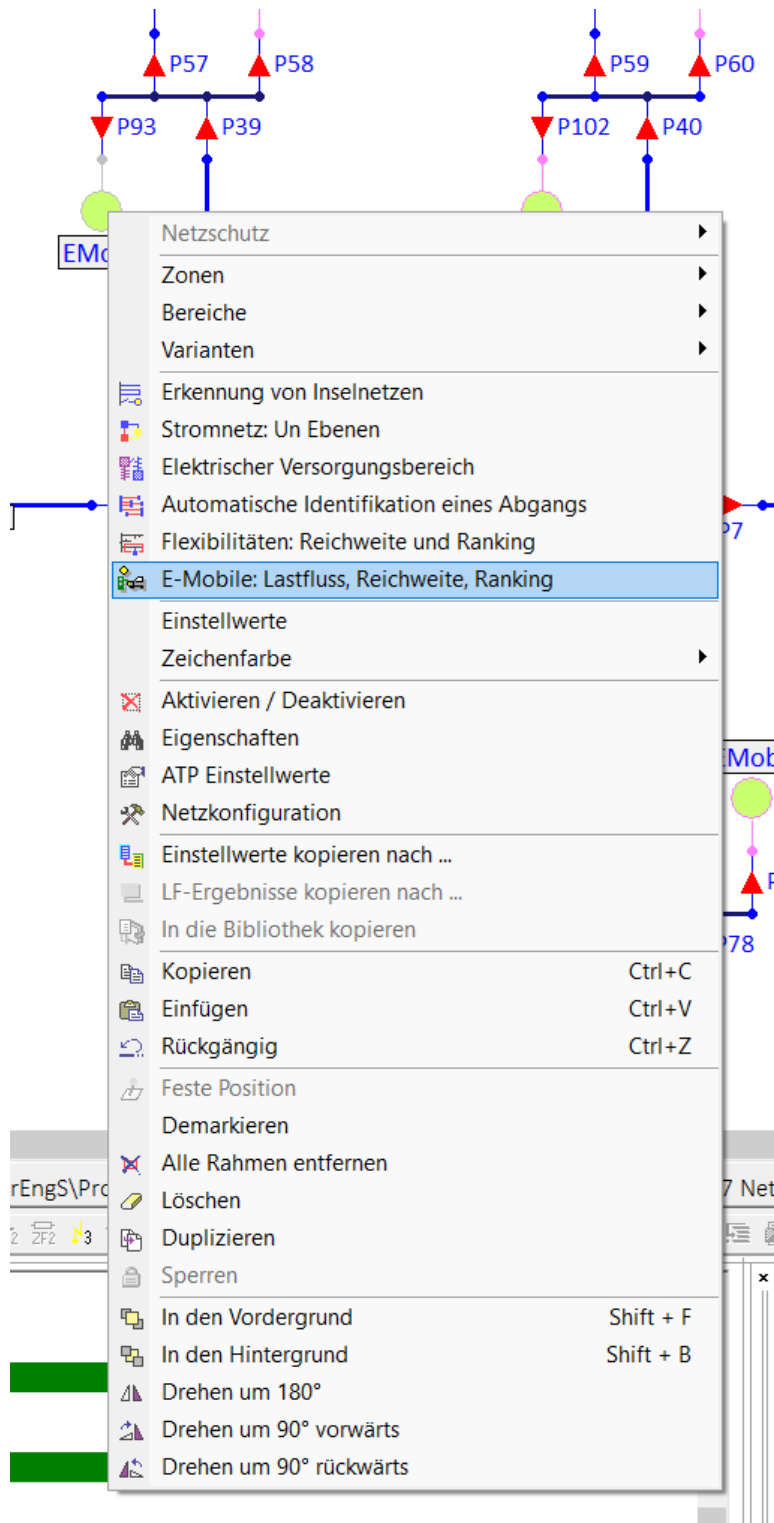 P57
P58
P59
P60
P93
P39
P102
P40
Netzschutz
Zonen
Bereiche
Varianten
Erkennung von Inselnetzen
Stromnetz: Un Ebenen
Elektrischer Versorgungsbereich
Automatische Identifikation eines Abgangs
P7
Flexibilitäten: Reichweite und Ranking
E-Mobile: Lastfluss, Reichweite, Ranking
Einstellwerte
Zeichenfarbe
Aktivieren / Deaktivieren
Eigenschaften
EMob
ATP Einstellwerte
Netzkonfiguration
Einstellwerte kopieren nach ...
LF-Ergebnisse kopieren nach ...
In die Bibliothek kopieren
P78
Kopieren Ctrl+C
Einfügen Ctrl+V
Rückgängig Ctrl+Z
Feste Position
Demarkieren
Alle Rahmen entfernen
rEngS\Pro
7 Net
Löschen
Duplizieren
ZF2
3
Sperren
In den Vordergrund Shift + F
In den Hintergrund Shift + B
Drehen um 180°
Drehen um 90° vorwärts
Drehen um 90° rückwärts